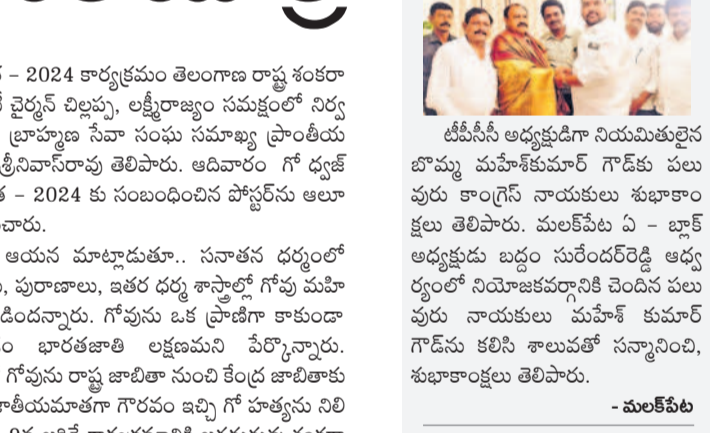 – 2024 కార్యక్రమం తెలంగాణ రాష్ట్ర శంకరా
చైర్మన్ చిల్లప్ప, లక్ష్మీరాజ్యం సమక్షంలో నిర్వ
బ్రాహ్మణ సేవా సంఘ సమాఖ్య ప్రాంతీయ
శ్రీనివాస్‌రావు తెలిపారు. ఆదివారం గో ధ్వజ్
– 2024 కు సంబంధించిన పోస్టర్‌ను ఆలూ
ఆయన మాట్లాడుతూ.. సనాతన ధర్మంలో
పురాణాలు, ఇతర ధర్మ శాస్త్రాల్లో గోవు మహి
గోవును ఒక ప్రాణిగా కాకుండా
భారతజాతి లక్షణమని పేర్కొన్నారు.
గోవును రాష్ట్ర జాబితా నుంచి కేంద్ర జాబితాకు
జాతీయమాతగా గౌరవం ఇచ్చి గో హత్యను నిలి
టీపీసీసీ అధ్యక్షుడిగా నియమితులైన
బొమ్మ మహేశ్‌కుమార్ గౌడ్‌కు పలు
వురు కాంగ్రెస్ నాయకులు శుభాకాం
క్షలు తెలిపారు. మలక్‌పేట ఏ – బ్లాక్
అధ్యక్షుడు బద్దం సురేందర్‌రెడ్డి ఆధ్వ
ర్యంలో నియోజకవర్గానికి చెందిన పలు
వురు నాయకులు మహేశ్ కుమార్
గౌడ్‌ను కలిసి శాలువతో సన్మానించి,
శుభాకాంక్షలు తెలిపారు.
- మలక్‌పేట